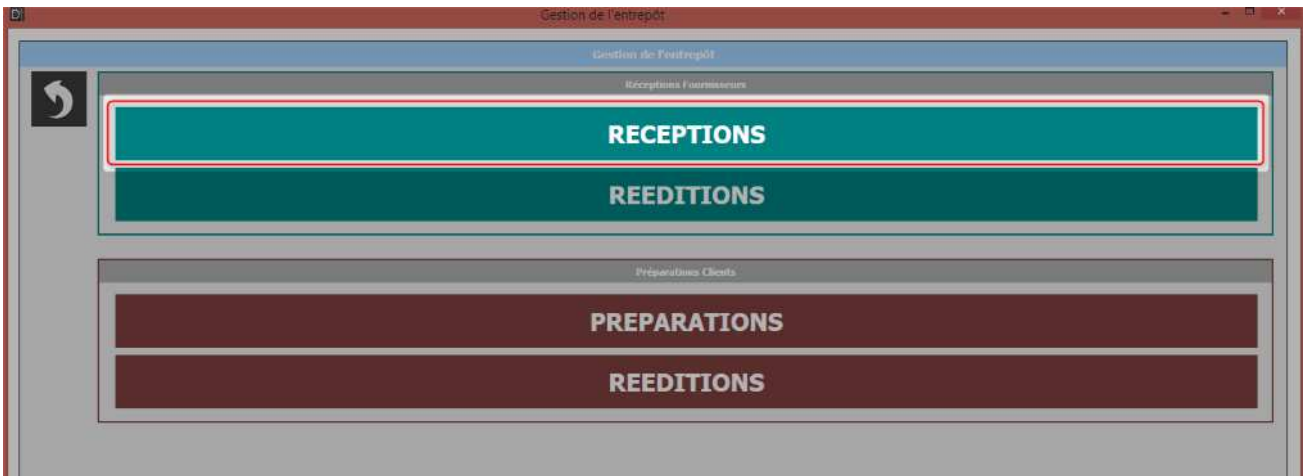 Gestion de l'entrepôt
Gestion de l'entrepôt
Réceptions Fournisseurs
RECEPTIONS
REEDITIONS
Préparations Clients
PREPARATIONS
REEDITIONS